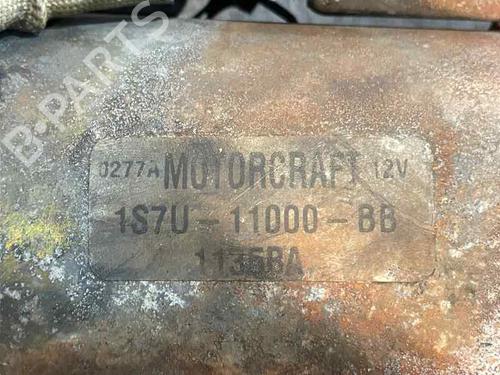 B-PARTS
0277A MOTORCRAFT 12V
1S7U-11000-BB
1135BA